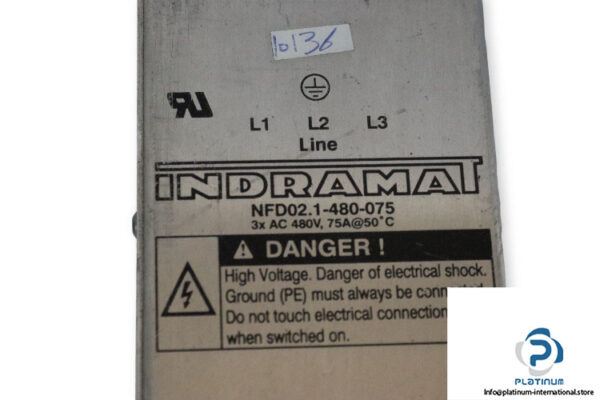 10136
L1 L2 L3
Line
INDRAMAT
NFD02.1-480-075
3x AC 480V, 75A@50°C
DANGER !
High Voltage. Danger of electrical shock.
Ground (PE) must always be connected.
Do not touch electrical connection
when switched on.
PLATINUM
Info@platinum-international.store